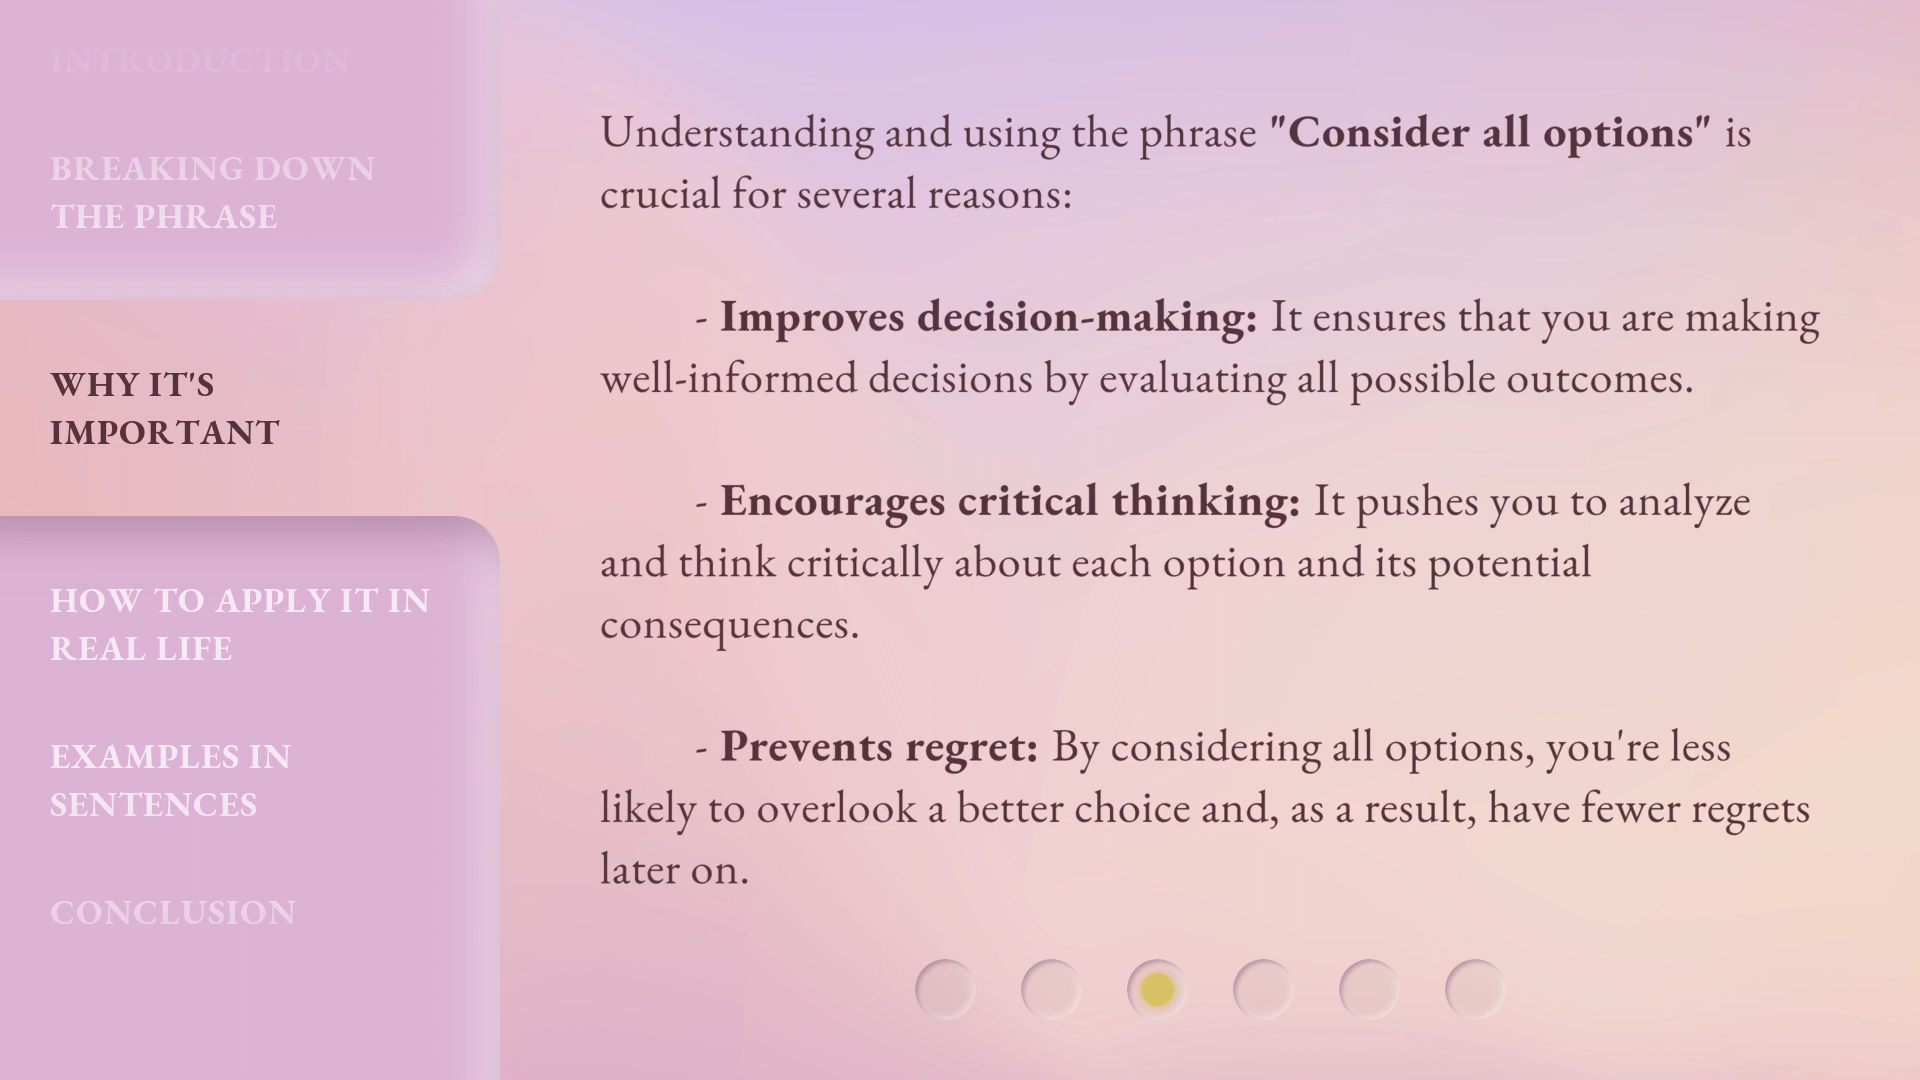 INTRODUCTION
BREAKING DOWN
THE PHRASE
WHY IT'S
IMPORTANT
HOW TO APPLY IT IN
REAL LIFE
EXAMPLES IN
SENTENCES
CONCLUSION
Understanding and using the phrase "Consider all options" is
crucial for several reasons:
- Improves decision-making: It ensures that you are making
well-informed decisions by evaluating all possible outcomes.
- Encourages critical thinking: It pushes you to analyze
and think critically about each option and its potential
consequences.
- Prevents regret: By considering all options, you're less
likely to overlook a better choice and, as a result, have fewer regrets
later on.